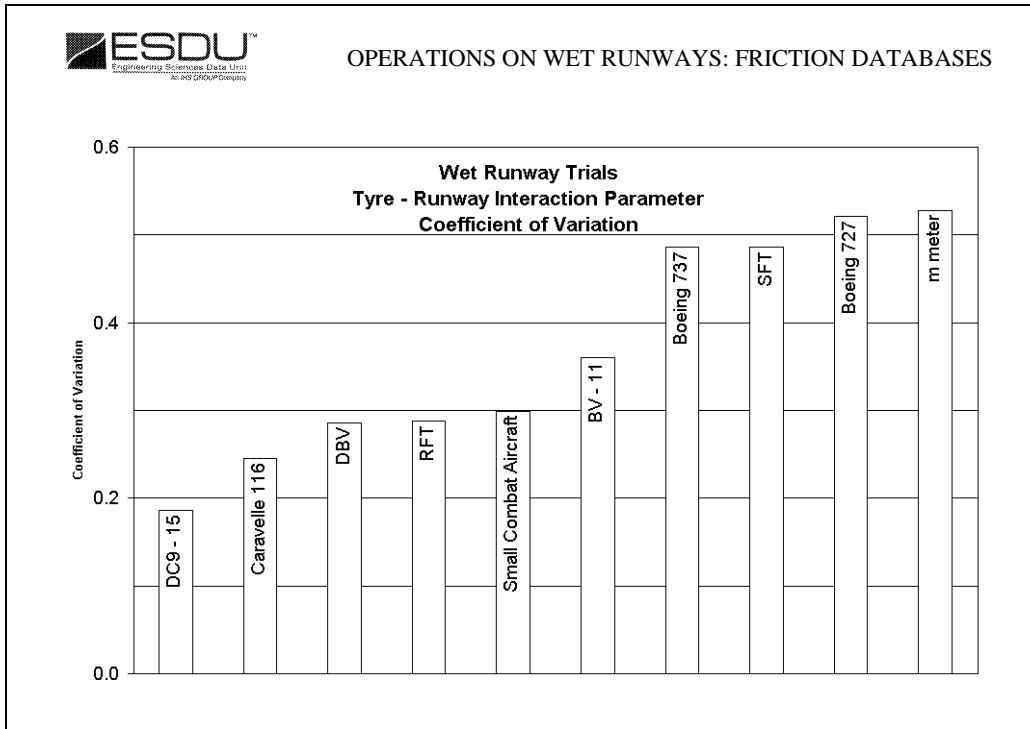 ESDU™
Engineering Sciences Data Unit
An IHS GROUP Company
OPERATIONS ON WET RUNWAYS: FRICTION DATABASES
Wet Runway Trials
Tyre - Runway Interaction Parameter
Coefficient of Variation
0.6
0.4
0.2
0.0
Coefficient of Variation
DC9 - 15
Caravelle 116
DBV
RFT
Small Combat Aircraft
BV - 11
Boeing 737
SFT
Boeing 727
m meter